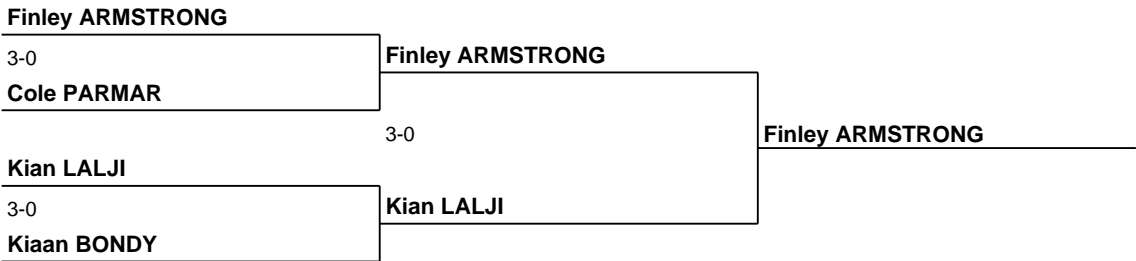 Finley ARMSTRONG
3-0
Finley ARMSTRONG
Cole PARMAR
3-0
Finley ARMSTRONG
Kian LALJI
3-0
Kian LALJI
Kiaan BONDY